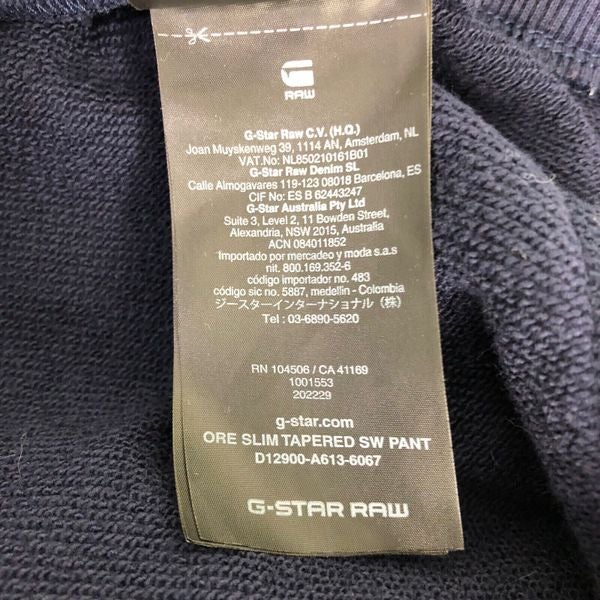 RAW
G-Star Raw C.V. (H.Q.)
Joan Muyskenweg 39, 1114 AN, Amsterdam, NL
VAT.No: NL850210161B01
G-Star Raw Denim SL
Calle Almogavares 119-123 08018 Barcelona, ES
CIF No: ES B 62443247
G-Star Australia Pty Ltd
Suite 3, Level 2, 11 Bowden Street,
Alexandria, NSW 2015, Australia
ACN 084011852
Importado por mercadeo y moda s.a.s
nit. 800.169.352-6
código importador no. 483
código sic no. 5887, medellin - Colombia
ジースターインターナショナル(株)
Tel : 03-6890-5620
RN 104506 / CA 41169
1001553
202229
g-star.com
ORE SLIM TAPERED SW PANT
D12900-A613-6067
G-STAR RAW